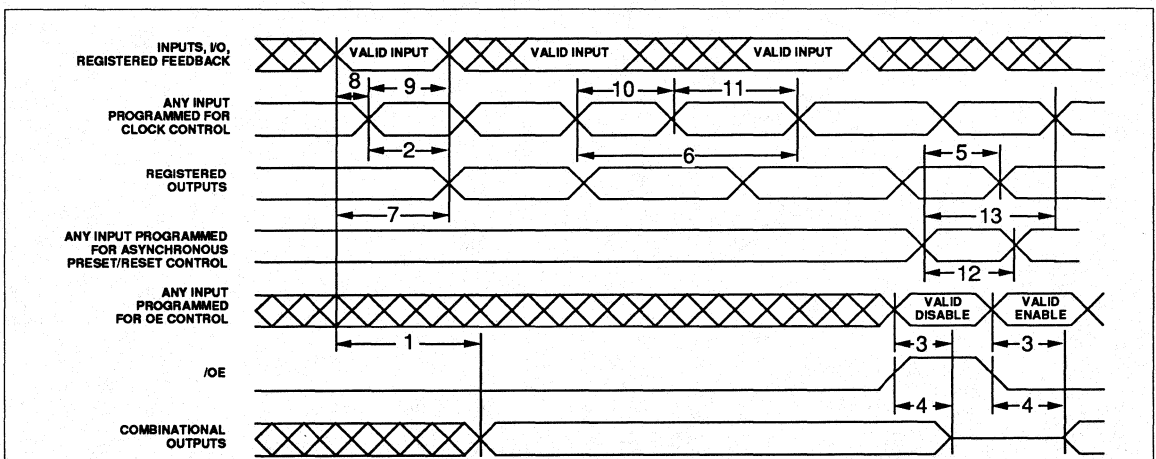 INPUTS, I/O,
REGISTERED FEEDBACK
VALID INPUT
VALID INPUT
VALID INPUT
8
9
10
11
ANY INPUT
PROGRAMMED FOR
CLOCK CONTROL
2
6
5
REGISTERED
OUTPUTS
7
13
ANY INPUT PROGRAMMED
FOR ASYNCHRONOUS
PRESET/RESET CONTROL
12
ANY INPUT
PROGRAMMED
FOR OE CONTROL
VALID
DISABLE
VALID
ENABLE
1
3
3
/OE
4
4
COMBINATIONAL
OUTPUTS